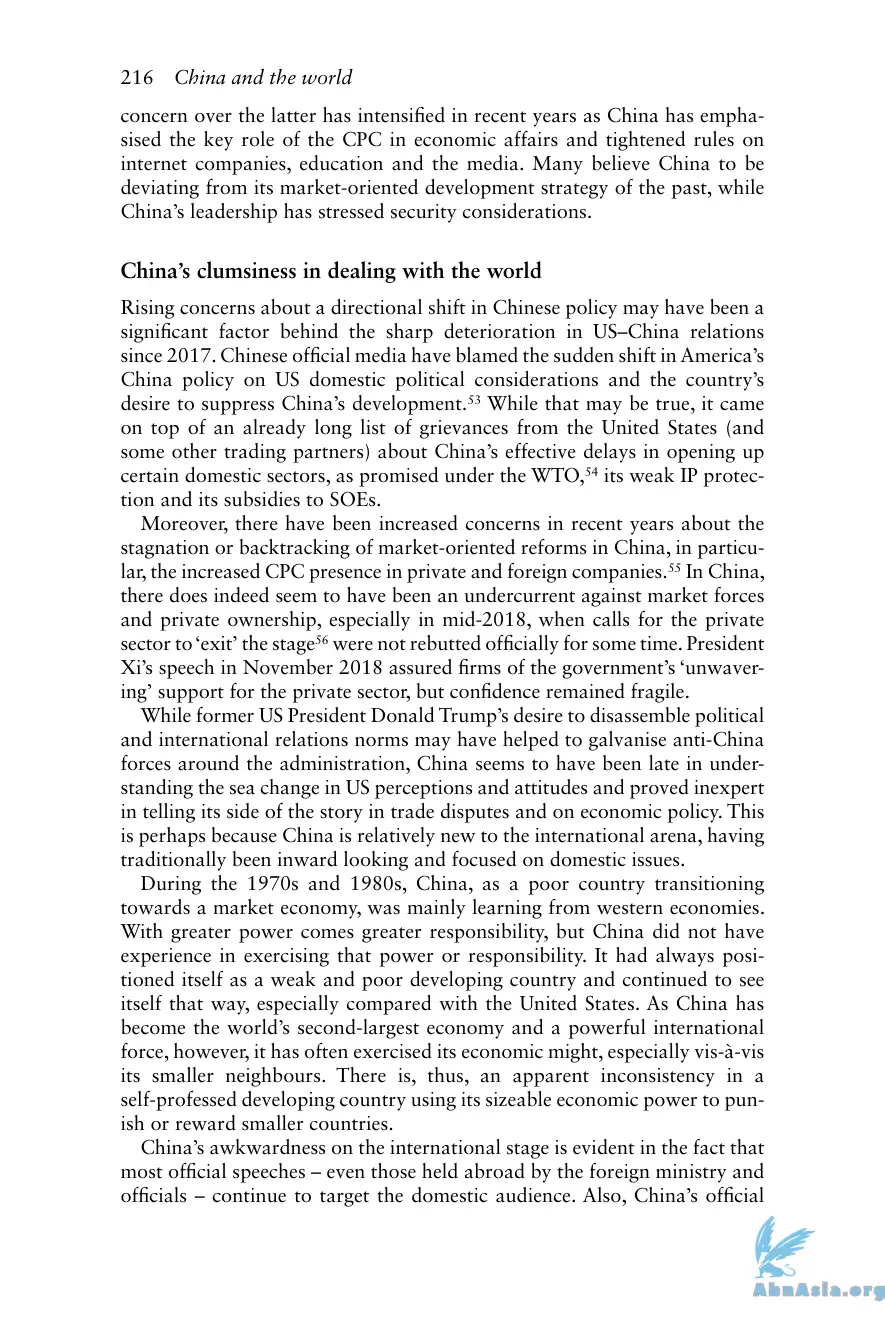 216 China and the world
concern over the latter has intensified in recent years as China has empha-
sised the key role of the CPC in economic affairs and tightened rules on
internet companies, education and the media. Many believe China to be
deviating from its market-oriented development strategy of the past, while
China’s leadership has stressed security considerations.
China’s clumsiness in dealing with the world
Rising concerns about a directional shift in Chinese policy may have been a
significant factor behind the sharp deterioration in US–China relations
since 2017. Chinese official media have blamed the sudden shift in America’s
China policy on US domestic political considerations and the country’s
desire to suppress China’s development.53 While that may be true, it came
on top of an already long list of grievances from the United States (and
some other trading partners) about China’s effective delays in opening up
certain domestic sectors, as promised under the WTO,54 its weak IP protec-
tion and its subsidies to SOEs.
Moreover, there have been increased concerns in recent years about the
stagnation or backtracking of market-oriented reforms in China, in particu-
lar, the increased CPC presence in private and foreign companies.55 In China,
there does indeed seem to have been an undercurrent against market forces
and private ownership, especially in mid-2018, when calls for the private
sector to ‘exit’ the stage56 were not rebutted officially for some time. President
Xi’s speech in November 2018 assured firms of the government’s ‘unwaver-
ing’ support for the private sector, but confidence remained fragile.
While former US President Donald Trump’s desire to disassemble political
and international relations norms may have helped to galvanise anti-China
forces around the administration, China seems to have been late in under-
standing the sea change in US perceptions and attitudes and proved inexpert
in telling its side of the story in trade disputes and on economic policy. This
is perhaps because China is relatively new to the international arena, having
traditionally been inward looking and focused on domestic issues.
During the 1970s and 1980s, China, as a poor country transitioning
towards a market economy, was mainly learning from western economies.
With greater power comes greater responsibility, but China did not have
experience in exercising that power or responsibility. It had always posi-
tioned itself as a weak and poor developing country and continued to see
itself that way, especially compared with the United States. As China has
become the world’s second-largest economy and a powerful international
force, however, it has often exercised its economic might, especially vis-à-vis
its smaller neighbours. There is, thus, an apparent inconsistency in a
self-professed developing country using its sizeable economic power to pun-
ish or reward smaller countries.
China’s awkwardness on the international stage is evident in the fact that
most official speeches – even those held abroad by the foreign ministry and
officials – continue to target the domestic audience. Also, China’s official
AbnAsia.org